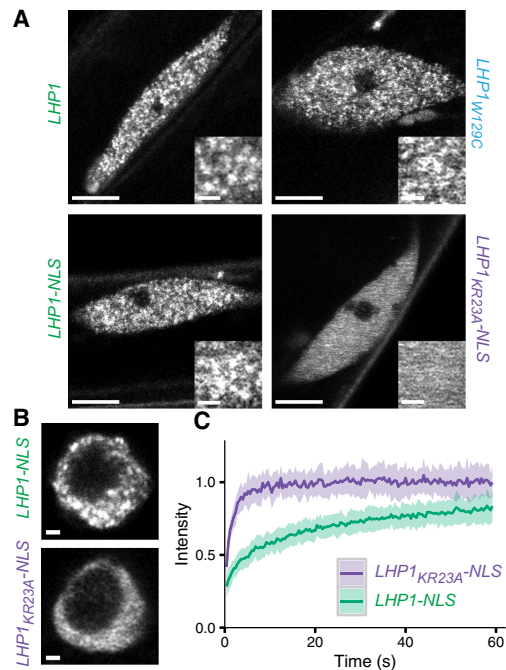 A
LHP1
LHP1W129C
LHP1-NLS
LHP1KR23A-NLS
B
LHP1-NLS
LHP1KR23A-NLS
C
Intensity
1.0
0.5
0.0
LHP1KR23A-NLS
LHP1-NLS
0 20 40 60
Time (s)